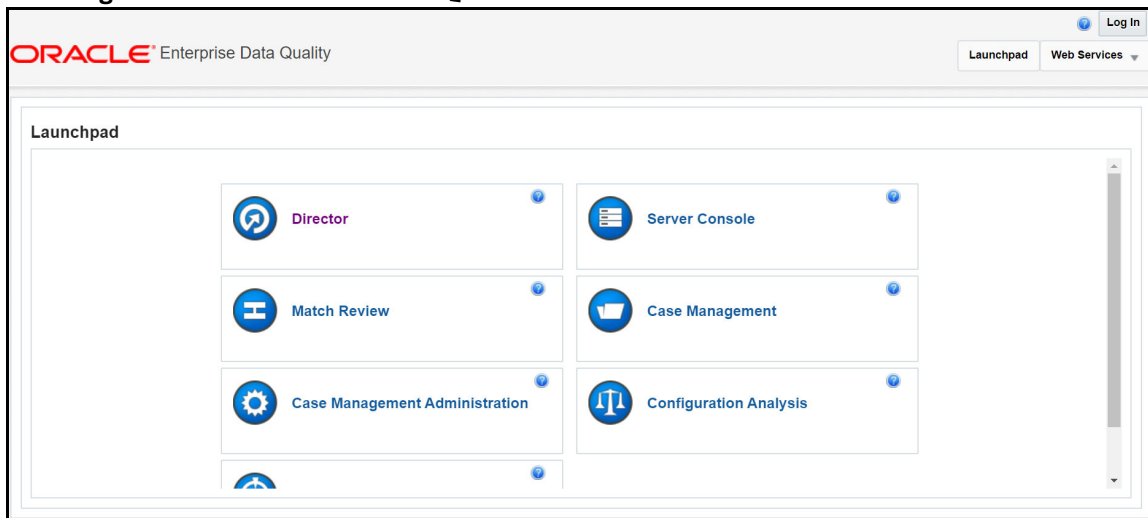 Log In
ORACLE® Enterprise Data Quality
Launchpad Web Services
Launchpad
Director
Server Console
Match Review
Case Management
Case Management Administration
Configuration Analysis